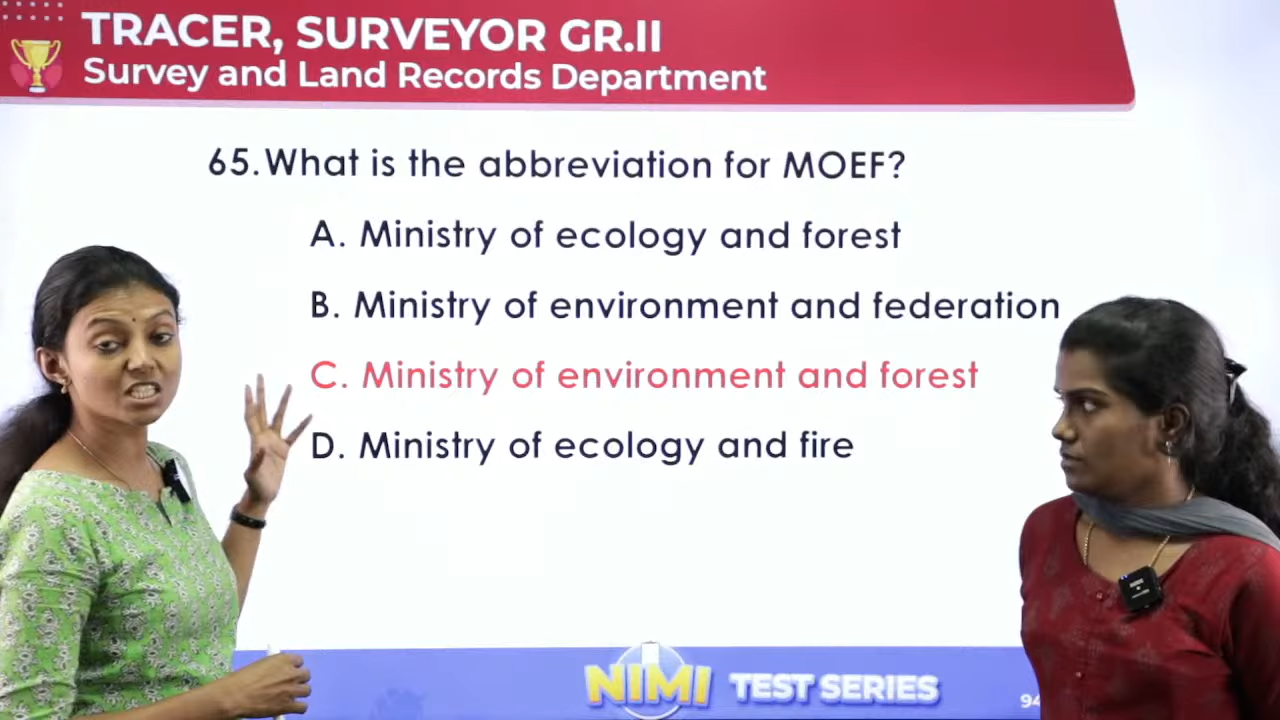 TRACER, SURVEYOR GR.II
Survey and Land Records Department
65.What is the abbreviation for MOEF?
A. Ministry of ecology and forest
B. Ministry of environment and federation
C. Ministry of environment and forest
D. Ministry of ecology and fire
NIMI TEST SERIES